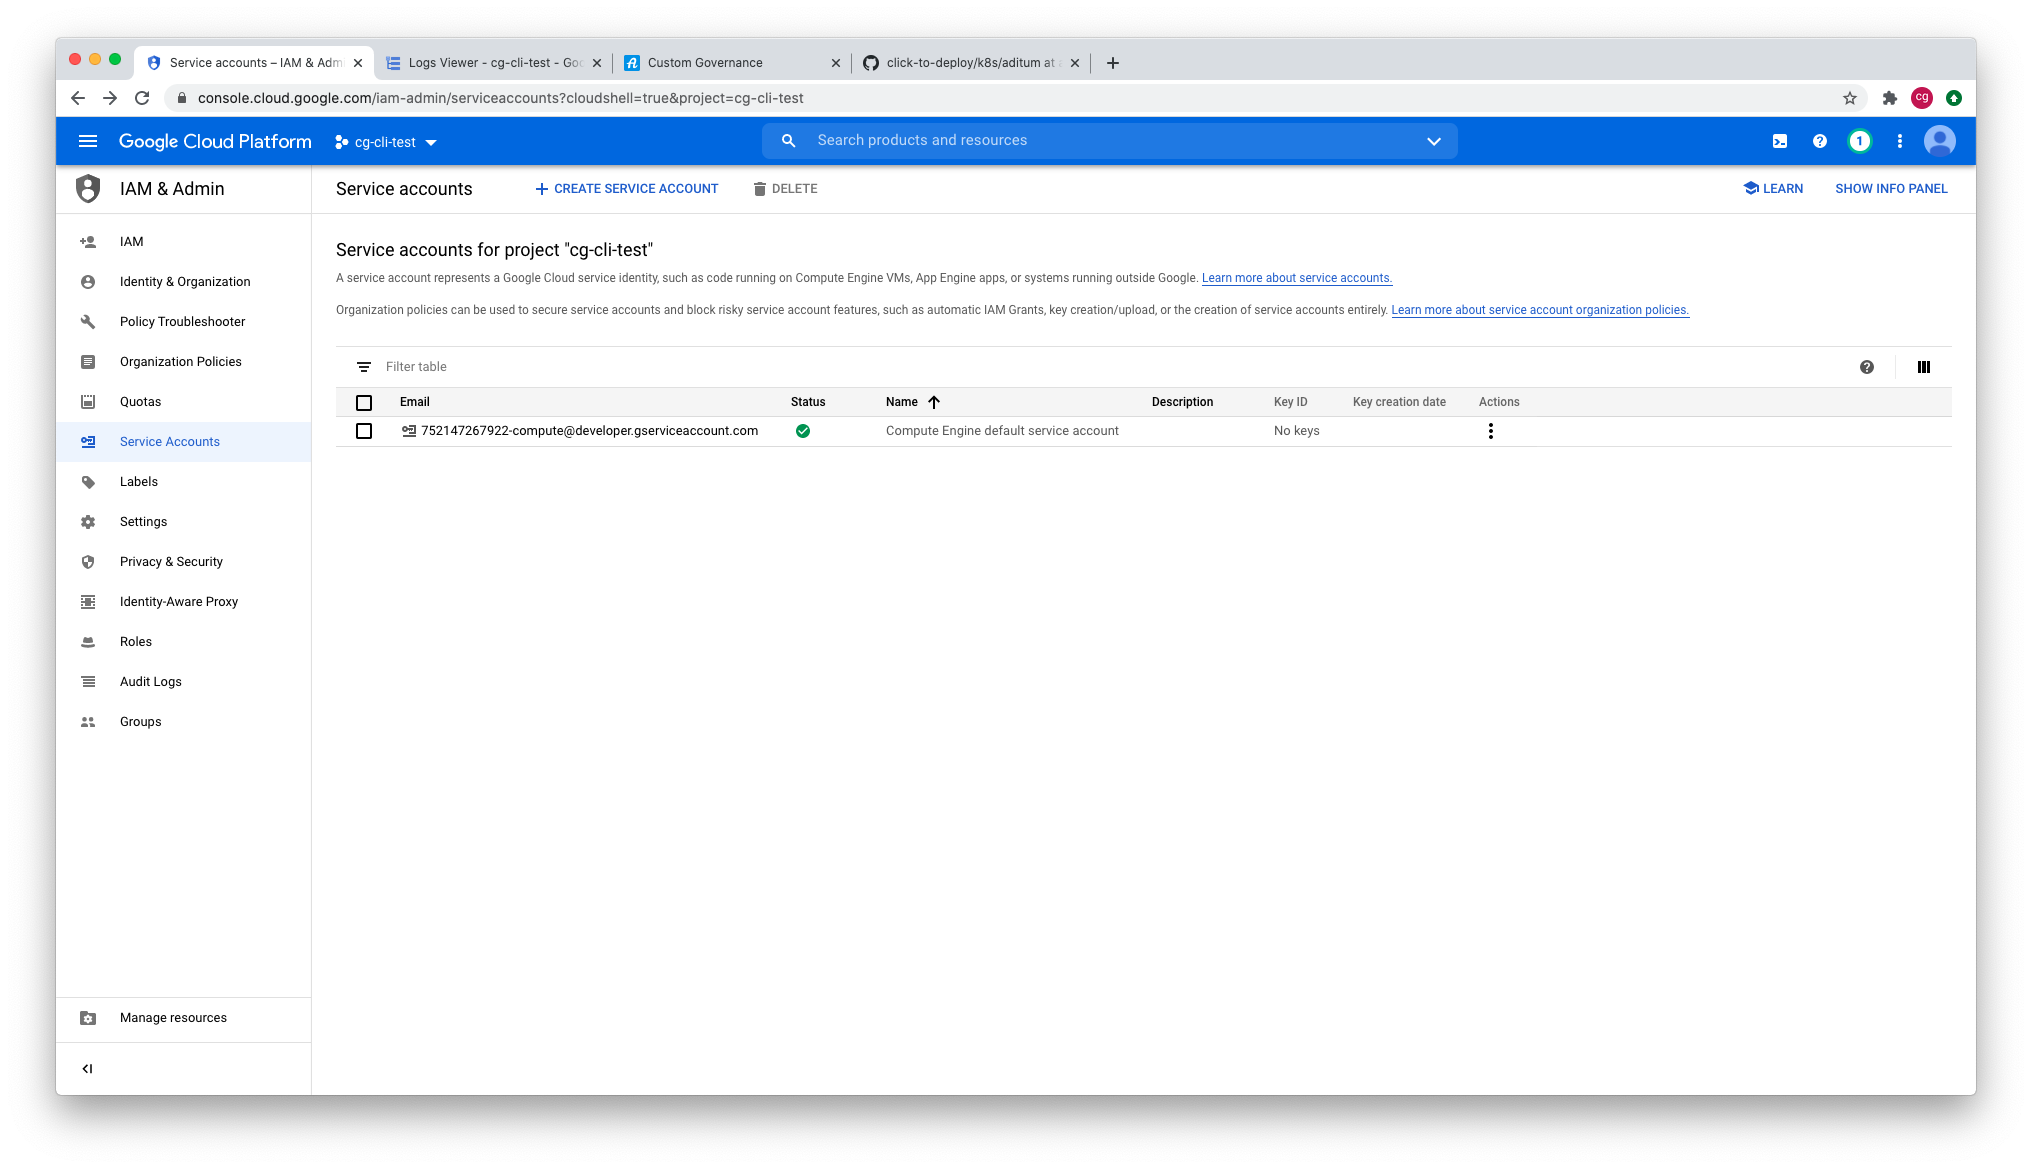 Service accounts – IAM & Adm
Logs Viewer - cg-cli-test - Goo
Custom Governance
click-to-deploy/k8s/aditum at
console.cloud.google.com/iam-admin/serviceaccounts?cloudshell=true&project=cg-cli-test
cg
Google Cloud Platform
cg-cli-test
Search products and resources
1
IAM & Admin
Service accounts
CREATE SERVICE ACCOUNT
DELETE
LEARN
SHOW INFO PANEL
IAM
Identity & Organization
Policy Troubleshooter
Organization Policies
Quotas
Service Accounts
Labels
Settings
Privacy & Security
Identity-Aware Proxy
Roles
Audit Logs
Groups
Manage resources
Service accounts for project "cg-cli-test"
A service account represents a Google Cloud service identity, such as code running on Compute Engine VMs, App Engine apps, or systems running outside Google. Learn more about service accounts.
Organization policies can be used to secure service accounts and block risky service account features, such as automatic IAM Grants, key creation/upload, or the creation of service accounts entirely. Learn more about service account organization policies.
Filter table
Email Status Name Description Key ID Key creation date Actions
752147267922-compute@developer.gserviceaccount.com Compute Engine default service account No keys